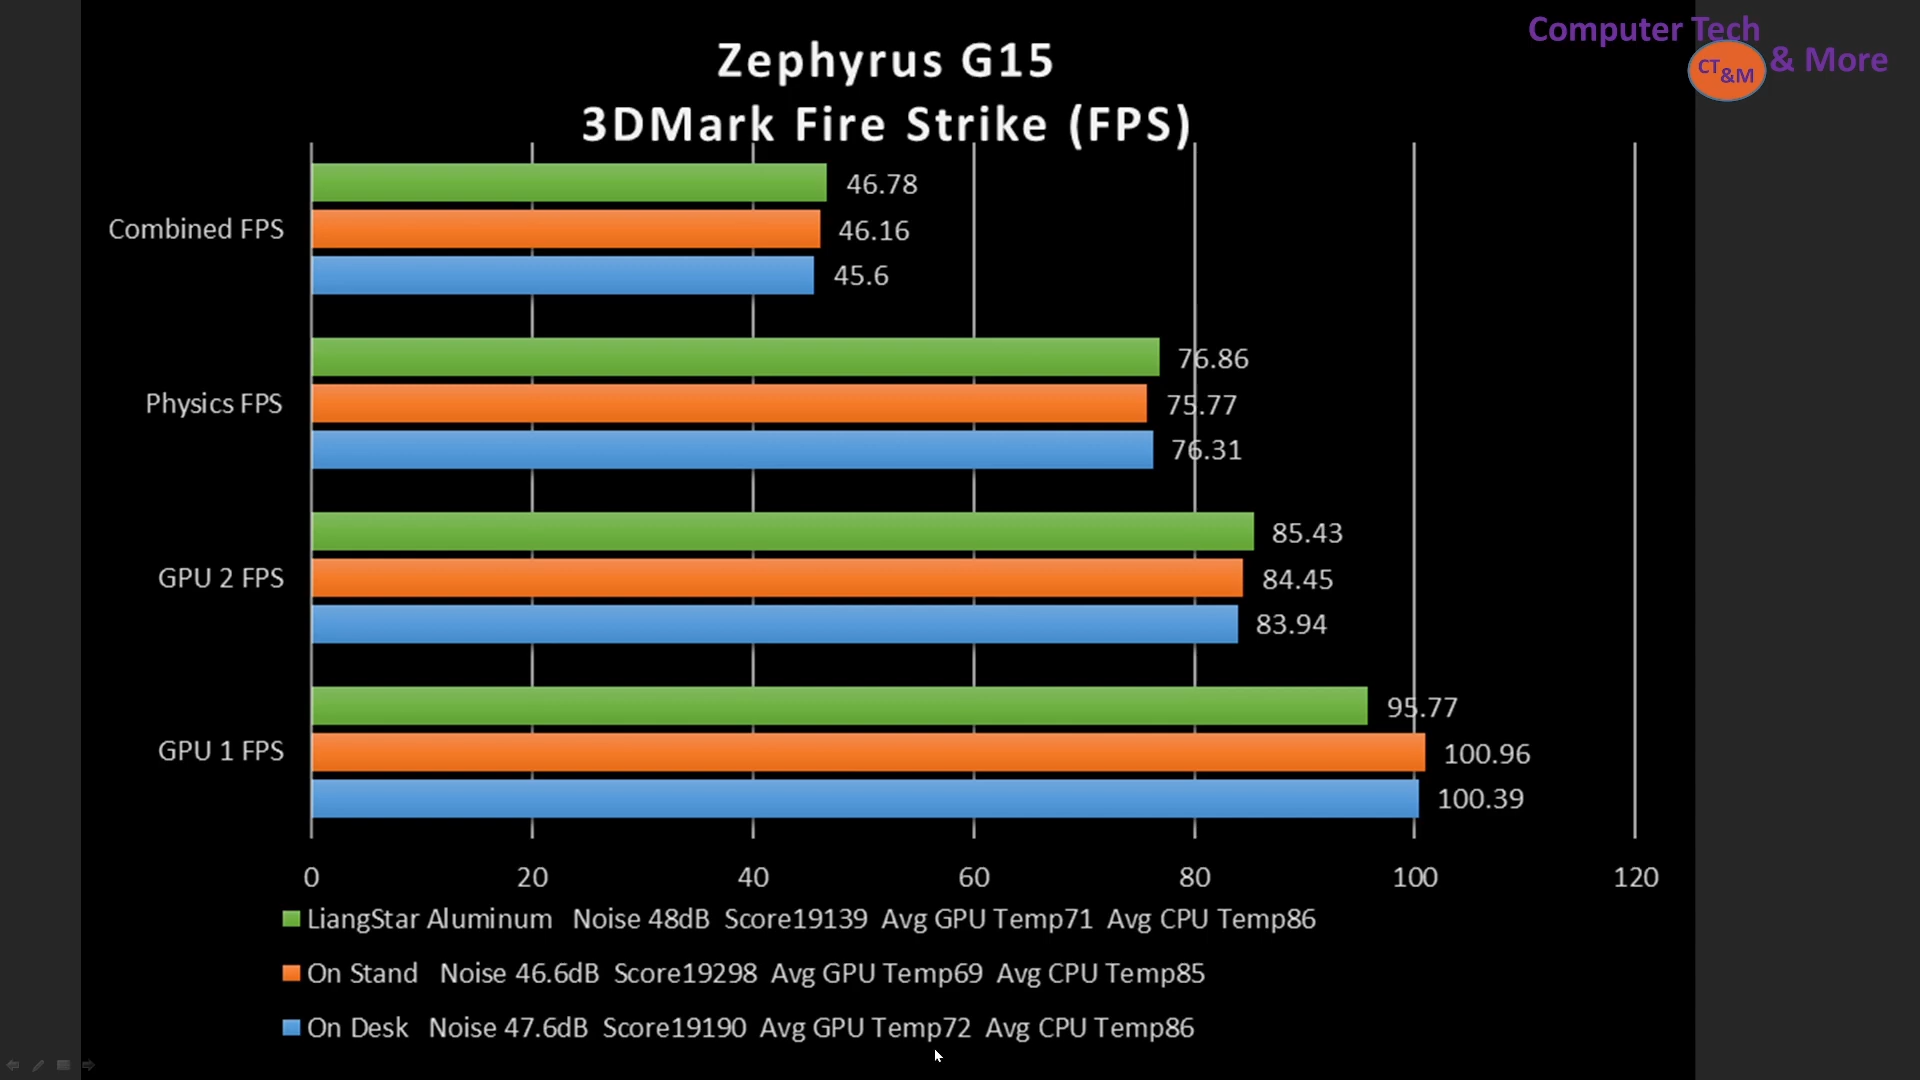 Computer Tech
& More
CT
&M
Zephyrus G15
3DMark Fire Strike (FPS)
Combined FPS
46.78
46.16
45.6
Physics FPS
76.86
75.77
76.31
GPU 2 FPS
85.43
84.45
83.94
GPU 1 FPS
95.77
100.96
100.39
0 20 40 60 80 100 120
LiangStar Aluminum Noise 48dB Score19139 Avg GPU Temp71 Avg CPU Temp86
On Stand Noise 46.6dB Score19298 Avg GPU Temp69 Avg CPU Temp85
On Desk Noise 47.6dB Score19190 Avg GPU Temp72 Avg CPU Temp86